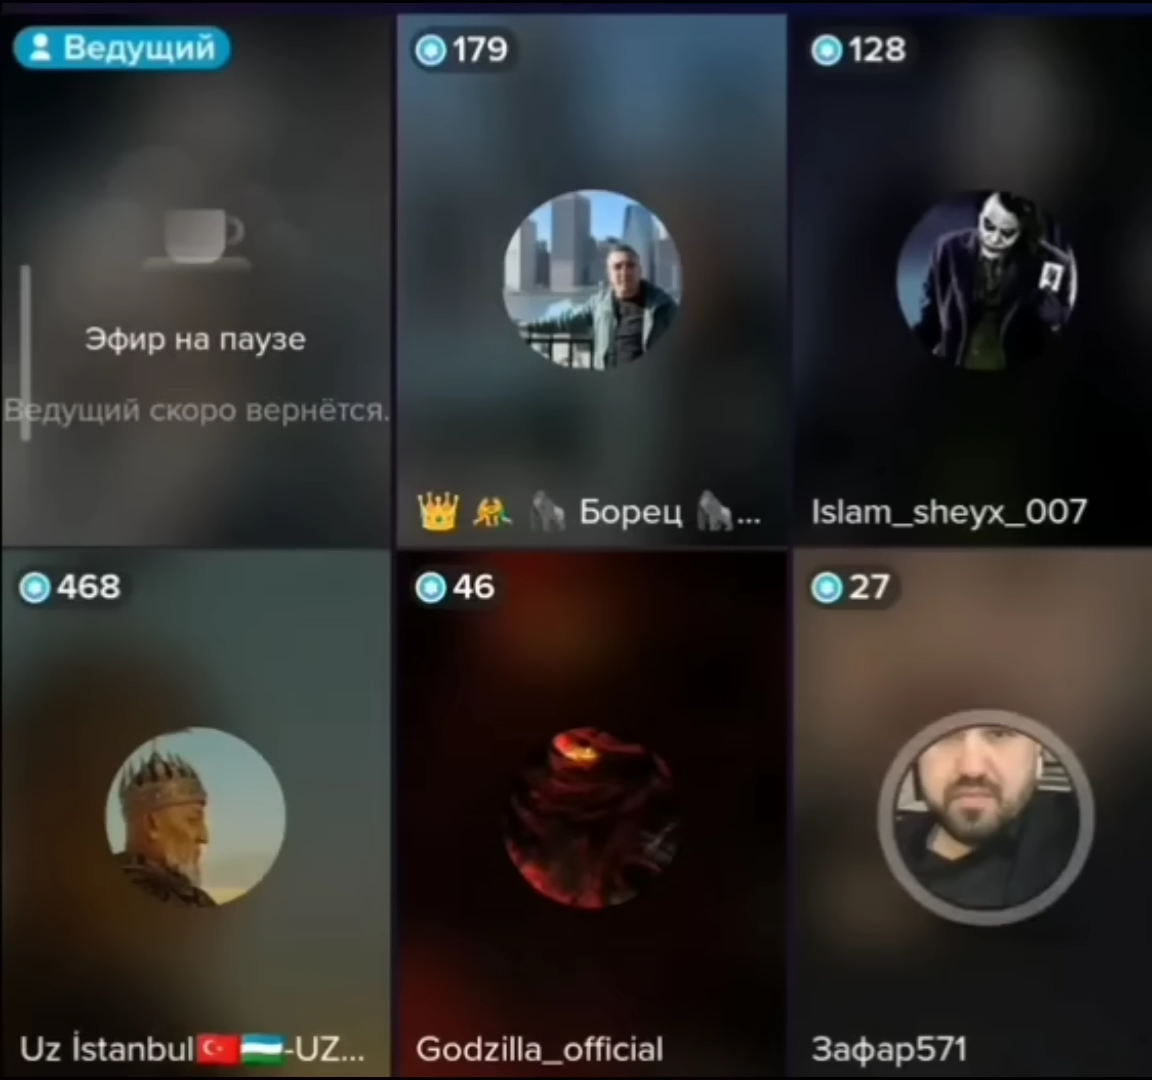 Ведущий
179
128
Эфир на паузе
Ведущий скоро вернётся.
👑 🤼 🦍 Борец 🦍...
Islam_sheyx_007
468
46
27
Uz İstanbul🇹🇷🇺🇿-UZ...
Godzilla_official
Зафар571